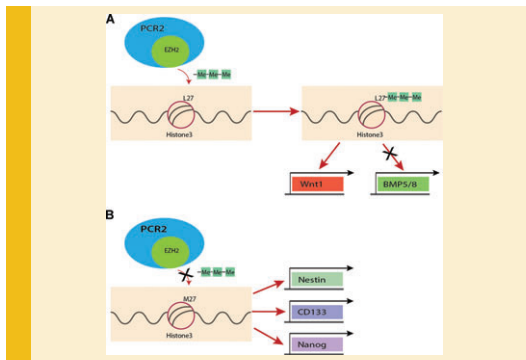 A
PCR2
EZH2
-Me-Me-Me
L27
Histone3
L27-Me-Me-Me
Histone3
X
Wnt1
BMP5/8
B
PCR2
EZH2
X
-Me-Me-Me
M27
Histone3
Nestin
CD133
Nanog